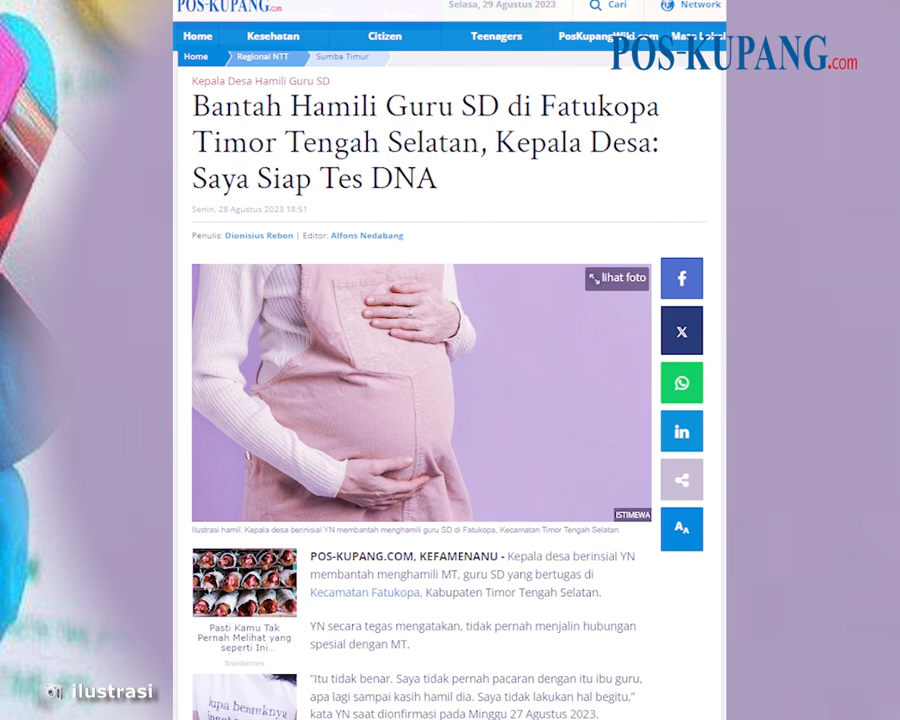 POS-KUPANG.com
Selasa, 29 Agustus 2023
Cari
Network
Home Kesehatan Citizen Teenagers PosKupangWiki.com Mata Lokal
POS-KUPANG.com
Home Regional NTT Sumba Timur
Kepala Desa Hamili Guru SD
Bantah Hamili Guru SD di Fatukopa
Timor Tengah Selatan, Kepala Desa:
Saya Siap Tes DNA
Senin, 28 Agustus 2023 18:51
Penulis: Dionisius Rebon | Editor: Alfons Nedabang
lihat foto
ISTIMEWA
Ilustrasi hamil. Kepala desa bennisial YN membantah menghamili guru SD di Fatukopa, Kecamatan Timor Tengah Selatan.
POS-KUPANG.COM, KEFAMENANU - Kepala desa berinsial YN
membantah menghamili MT, guru SD yang bertugas di
Kecamatan Fatukopa, Kabupaten Timor Tengah Selatan.
Pasti Kamu Tak
Pernah Melihat yang
seperti Ini...
Brainberries
YN secara tegas mengatakan, tidak pernah menjalin hubungan
spesial dengan MT.
"Itu tidak benar. Saya tidak pernah pacaran dengan itu ibu guru,
apa lagi sampai kasih hamil dia. Saya tidak lakukan hal begitu,"
kata YN saat dionfirmasi pada Minggu 27 Agustus 2023.
lupa bentuknya
ilustrasi